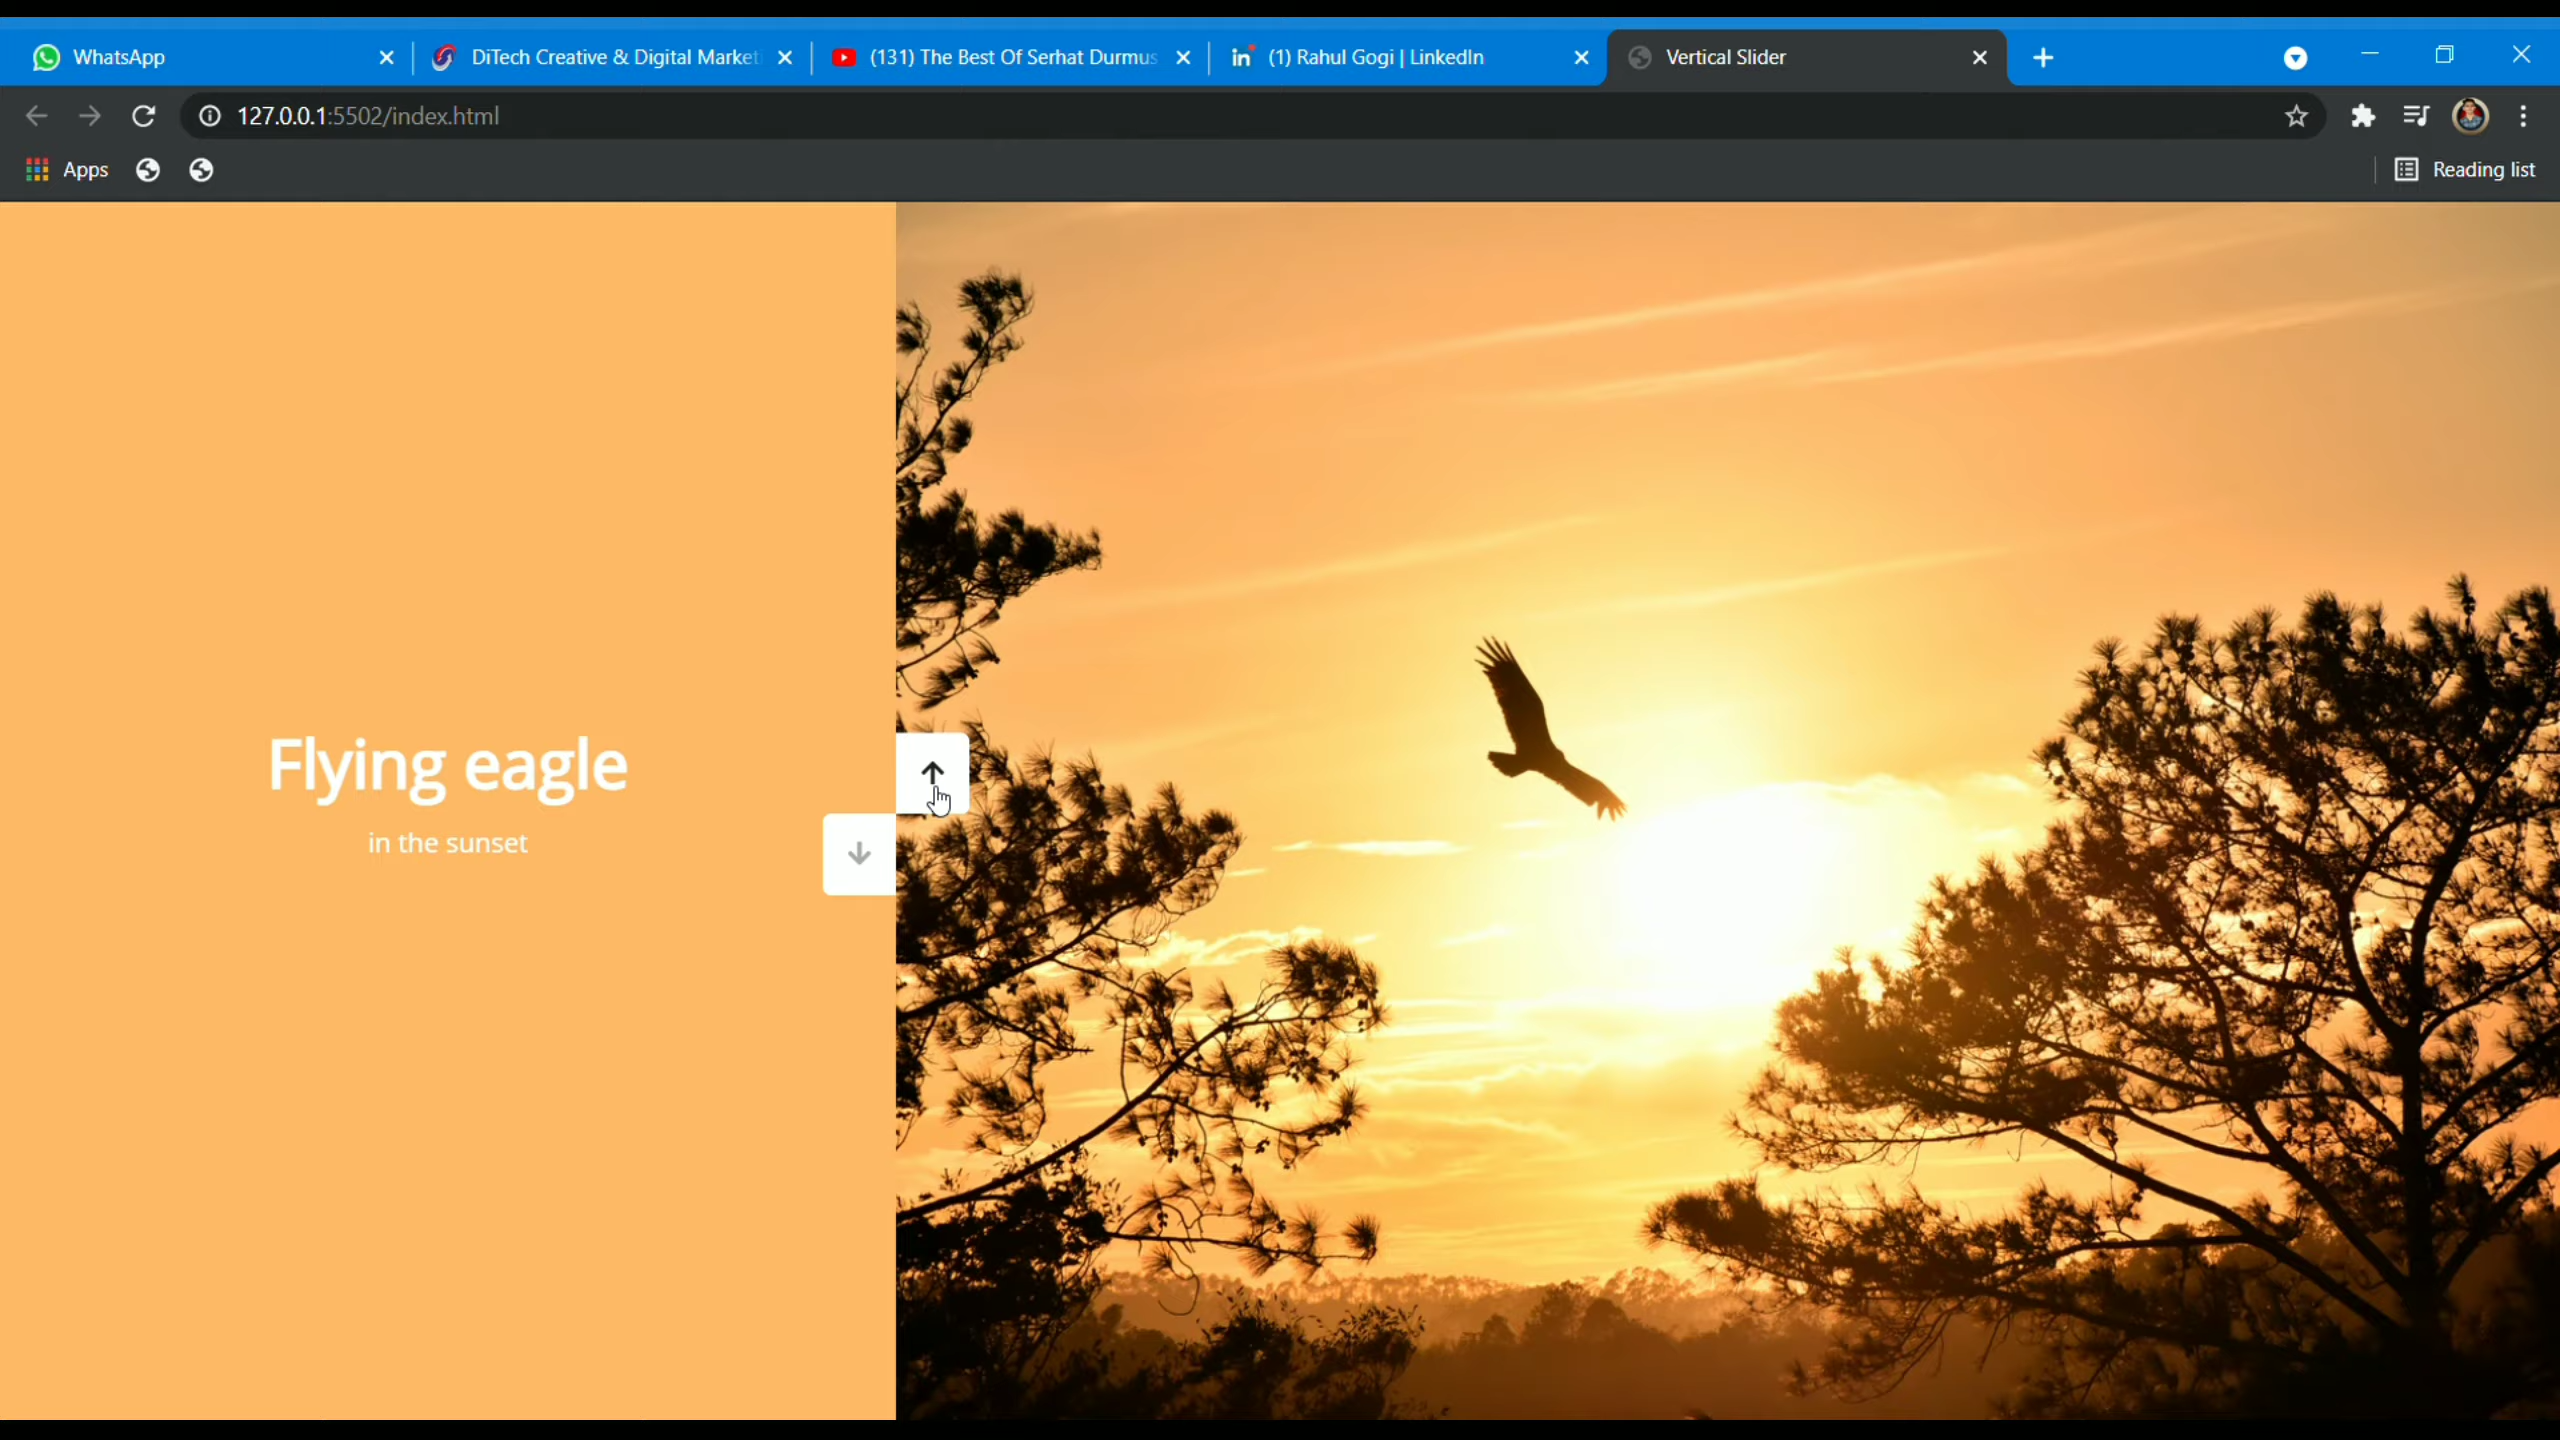 WhatsApp
DiTech Creative & Digital Market
(131) The Best Of Serhat Durmus
in (1) Rahul Gogi | LinkedIn
Vertical Slider
127.0.0.1:5502/index.html
Apps
Reading list
Flying eagle
in the sunset